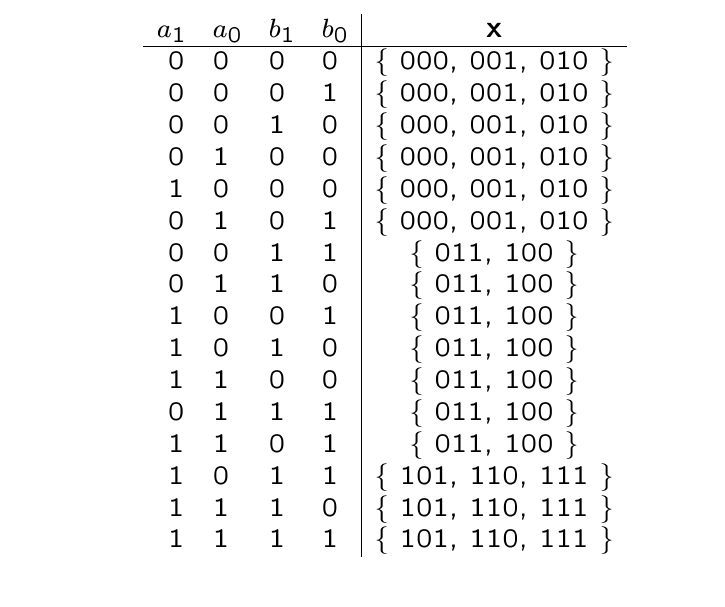 a1 a0 b1 b0 x
0 0 0 0 { 000, 001, 010 }
0 0 0 1 { 000, 001, 010 }
0 0 1 0 { 000, 001, 010 }
0 1 0 0 { 000, 001, 010 }
1 0 0 0 { 000, 001, 010 }
0 1 0 1 { 000, 001, 010 }
0 0 1 1 { 011, 100 }
0 1 1 0 { 011, 100 }
1 0 0 1 { 011, 100 }
1 0 1 0 { 011, 100 }
1 1 0 0 { 011, 100 }
0 1 1 1 { 011, 100 }
1 1 0 1 { 011, 100 }
1 0 1 1 { 101, 110, 111 }
1 1 1 0 { 101, 110, 111 }
1 1 1 1 { 101, 110, 111 }